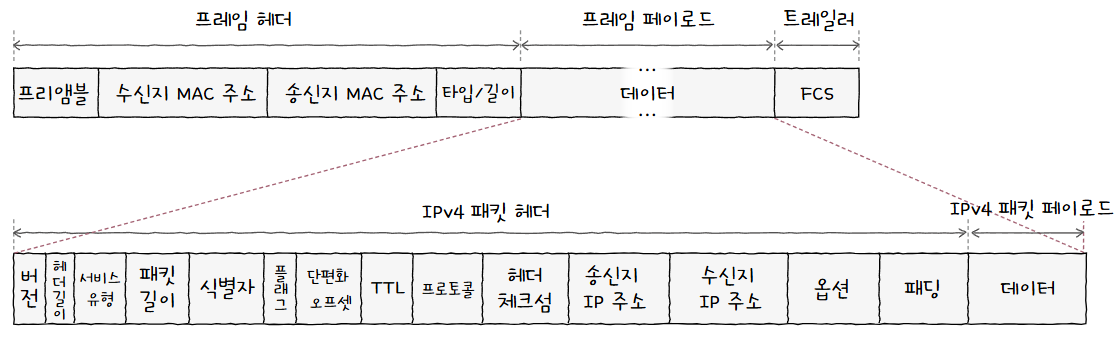 프레임 헤더
프레임 페이로드
트레일러
프리앰블
수신지 MAC 주소
송신지 MAC 주소
타입/길이
...
데이터
...
FCS
IPv4 패킷 헤더
IPv4 패킷 페이로드
버
전
헤
더
길
이
서비스
유형
패킷
길이
식별자
플
래
그
단편화
오프셋
TTL
프로토콜
헤더
체크섬
송신지
IP 주소
수신지
IP 주소
옵션
패딩
데이터